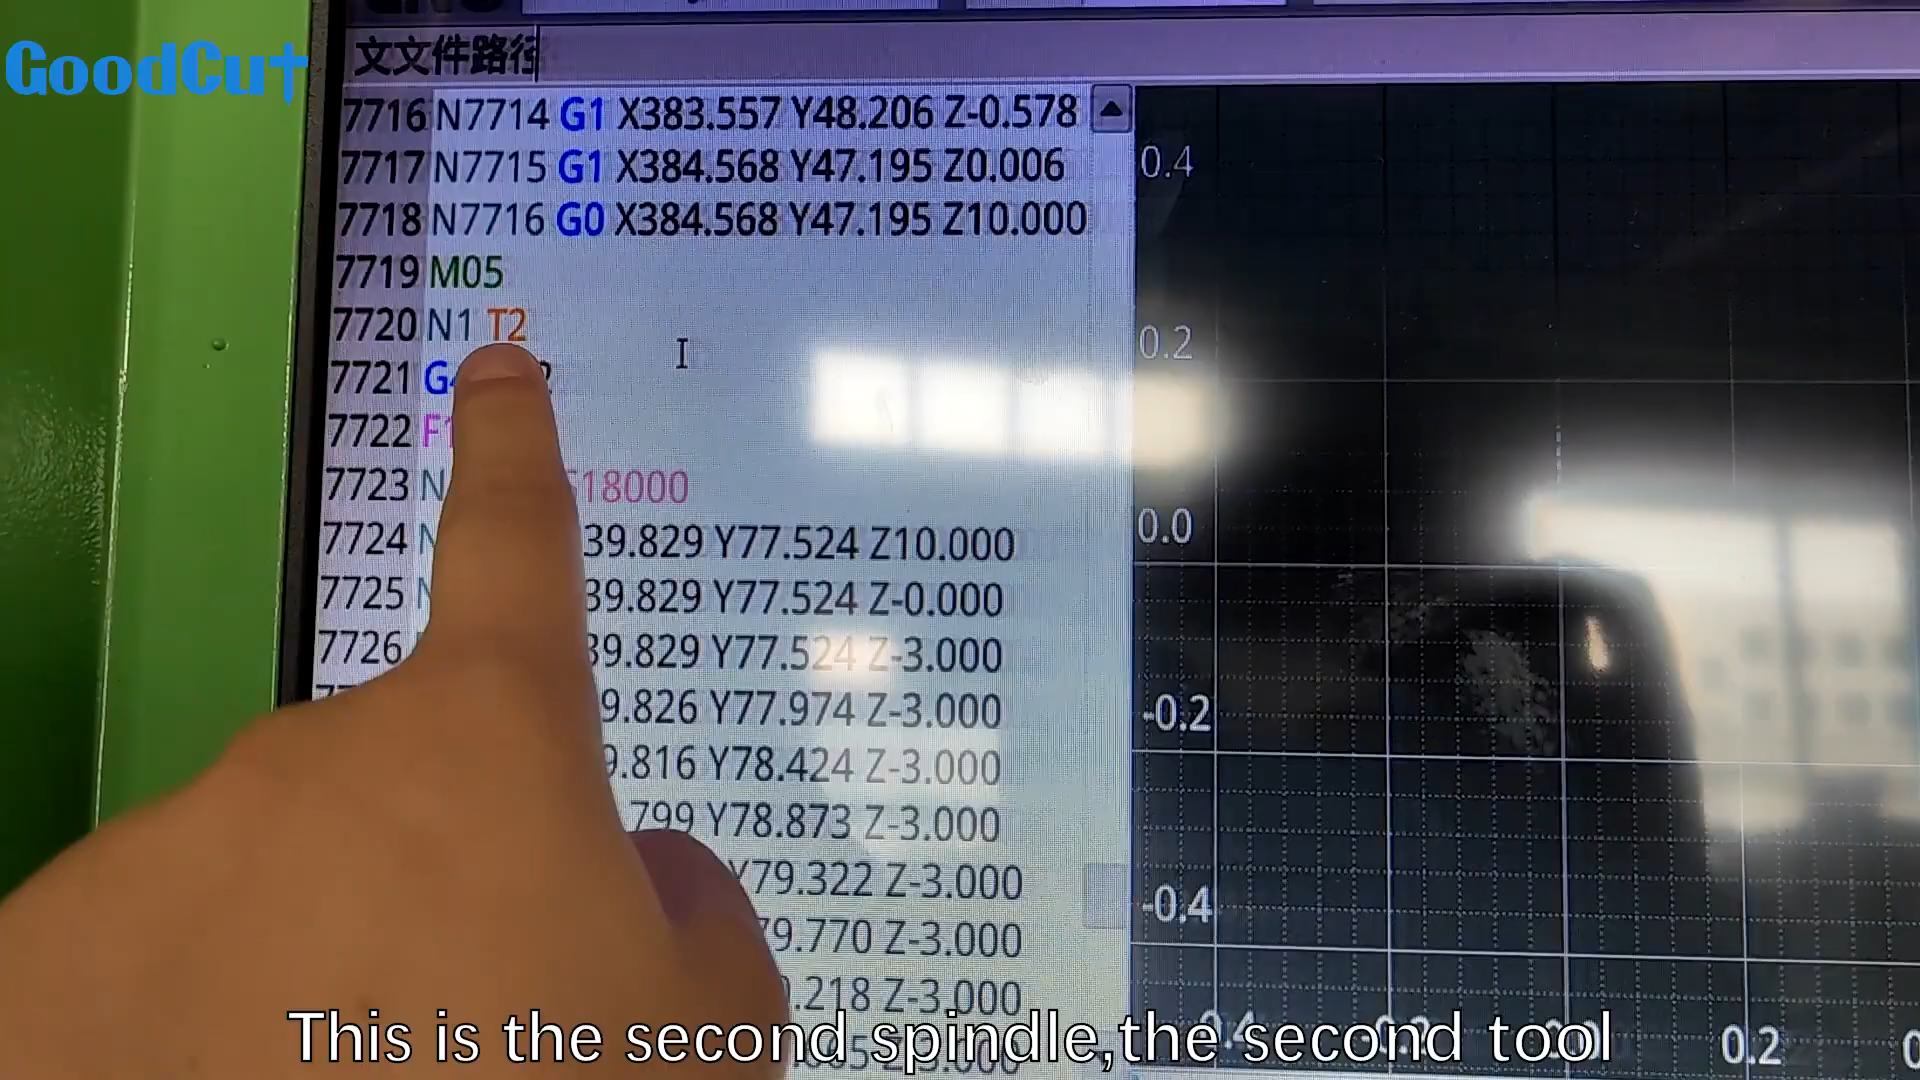 GoodCut
文文件路径
7716 N7714 G1 X383.557 Y48.206 Z-0.578
7717 N7715 G1 X384.568 Y47.195 Z0.006
7718 N7716 G0 X384.568 Y47.195 Z10.000
7719 M05
7720 N1 T2
7721
7722
7723 18000
7724 39.829 Y77.524 Z10.000
7725 39.829 Y77.524 Z-0.000
7726 39.829 Y77.524 Z-3.000
9.826 Y77.974 Z-3.000
9.816 Y78.424 Z-3.000
.799 Y78.873 Z-3.000
Y79.322 Z-3.000
79.770 Z-3.000
.218 Z-3.000
0.4
0.2
0.0
-0.2
-0.4
0.2
This is the second spindle,the second tool